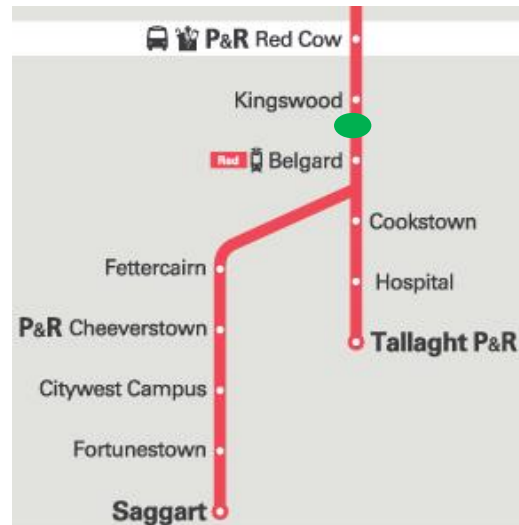 P&R Red Cow
Kingswood
Red Belgard
Cookstown
Fettercairn
Hospital
P&R Cheeverstown
Tallaght P&R
Citywest Campus
Fortunestown
Saggart